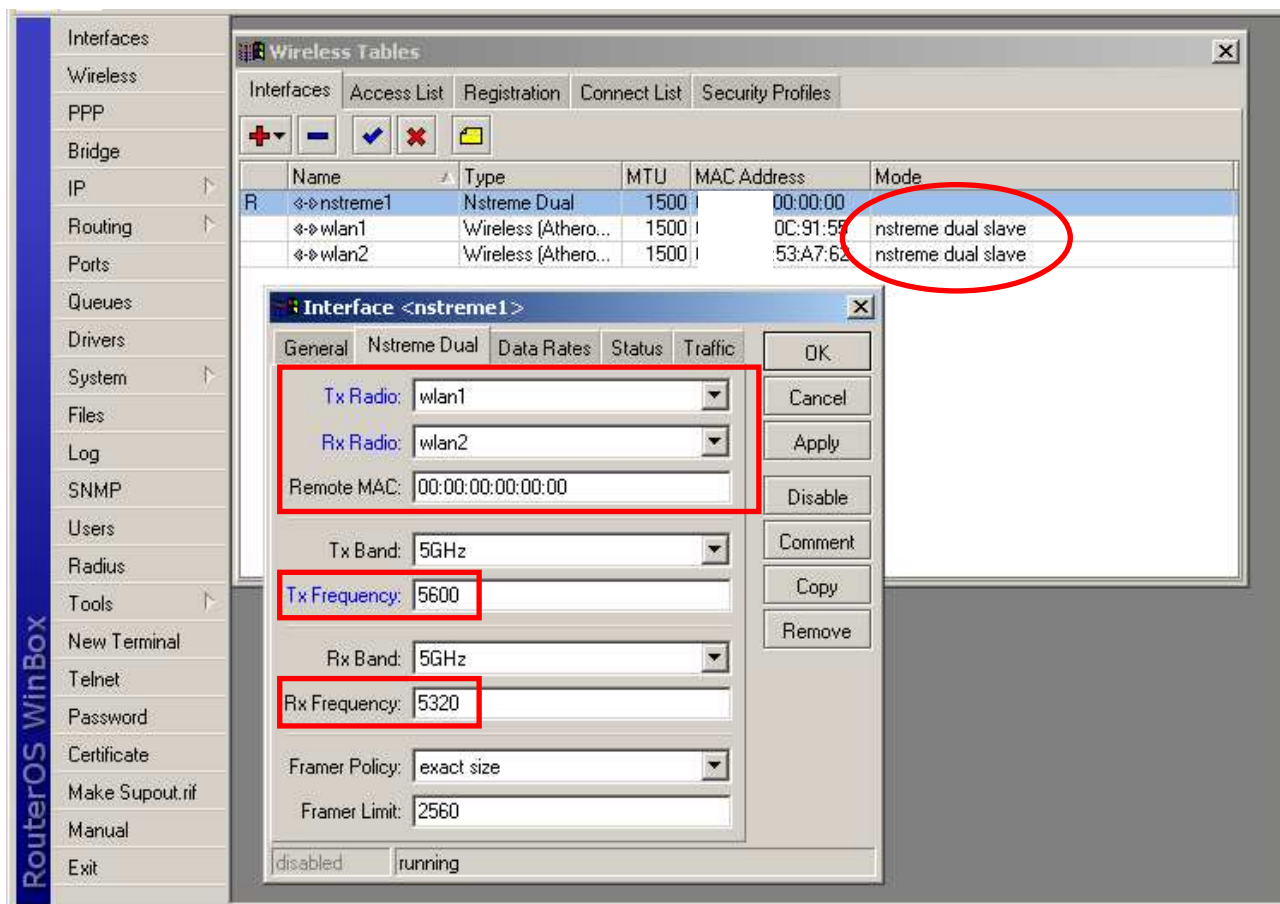 RouterOS WinBox
Interfaces
Wireless
PPP
Bridge
IP
Routing
Ports
Queues
Drivers
System
Files
Log
SNMP
Users
Radius
Tools
New Terminal
Telnet
Password
Certificate
Make Supout.rif
Manual
Exit
Wireless Tables
Interfaces Access List Registration Connect List Security Profiles
Name Type MTU MAC Address Mode
R nstreme1 Nstreme Dual 1500 00:00:00
wlan1 Wireless (Athero... 1500 0C:91:55 nstreme dual slave
wlan2 Wireless (Athero... 1500 :53:A7:62 nstreme dual slave
Interface <nstreme1>
General Nstreme Dual Data Rates Status Traffic
Tx Radio: wlan1
Rx Radio: wlan2
Remote MAC: 00:00:00:00:00:00
Tx Band: 5GHz
Tx Frequency: 5600
Rx Band: 5GHz
Rx Frequency: 5320
Framer Policy: exact size
Framer Limit: 2560
disabled running
OK
Cancel
Apply
Disable
Comment
Copy
Remove